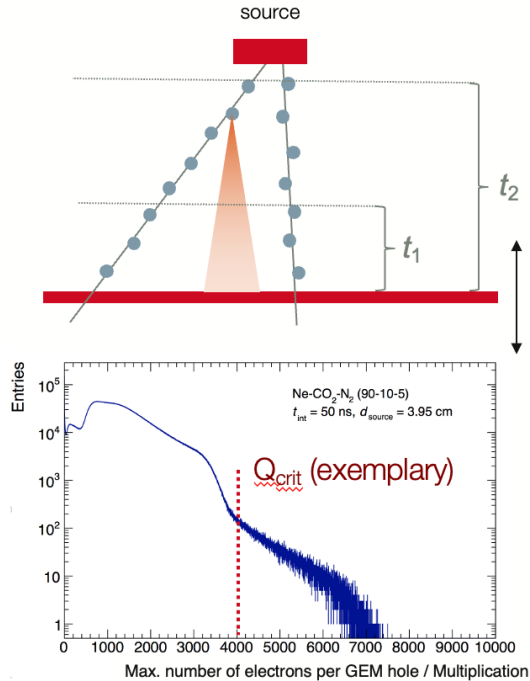 source
t2
t1
Entries
10^5
10^4
10^3
10^2
10
1
Ne-CO2-N2 (90-10-5)
tint = 50 ns, dsource = 3.95 cm
Qcrit (exemplary)
0 1000 2000 3000 4000 5000 6000 7000 8000 9000 10000
Max. number of electrons per GEM hole / Multiplication